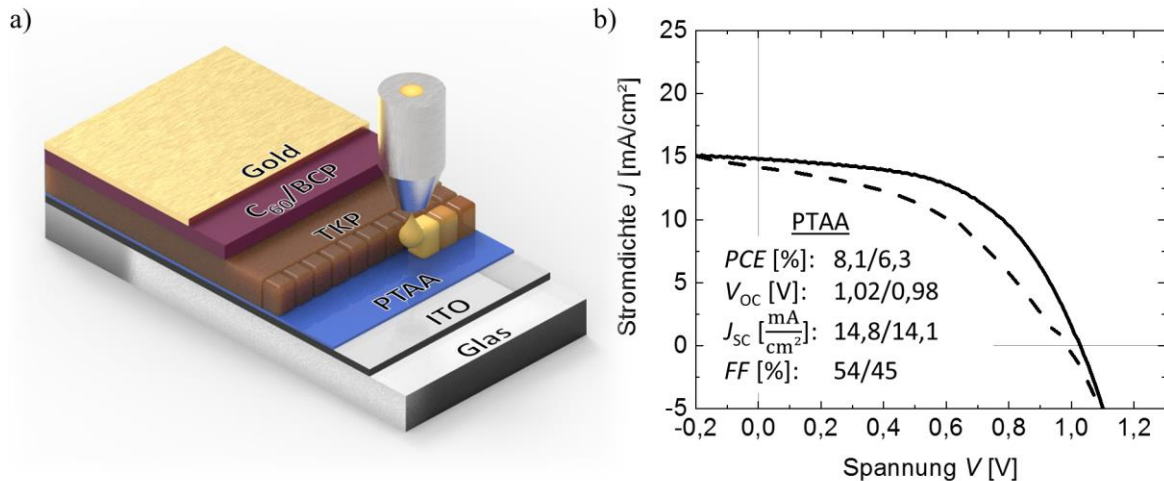 a)
Gold
C₆₀/BCP
TKP
PTAA
ITO
Glas
b)
Stromdichte J [mA/cm²]
25
20
15
10
5
0
-5
PTAA
PCE [%]: 8,1/6,3
V_OC [V]: 1,02/0,98
J_SC [mA/cm²]: 14,8/14,1
FF [%]: 54/45
-0,2 0,0 0,2 0,4 0,6 0,8 1,0 1,2
Spannung V [V]